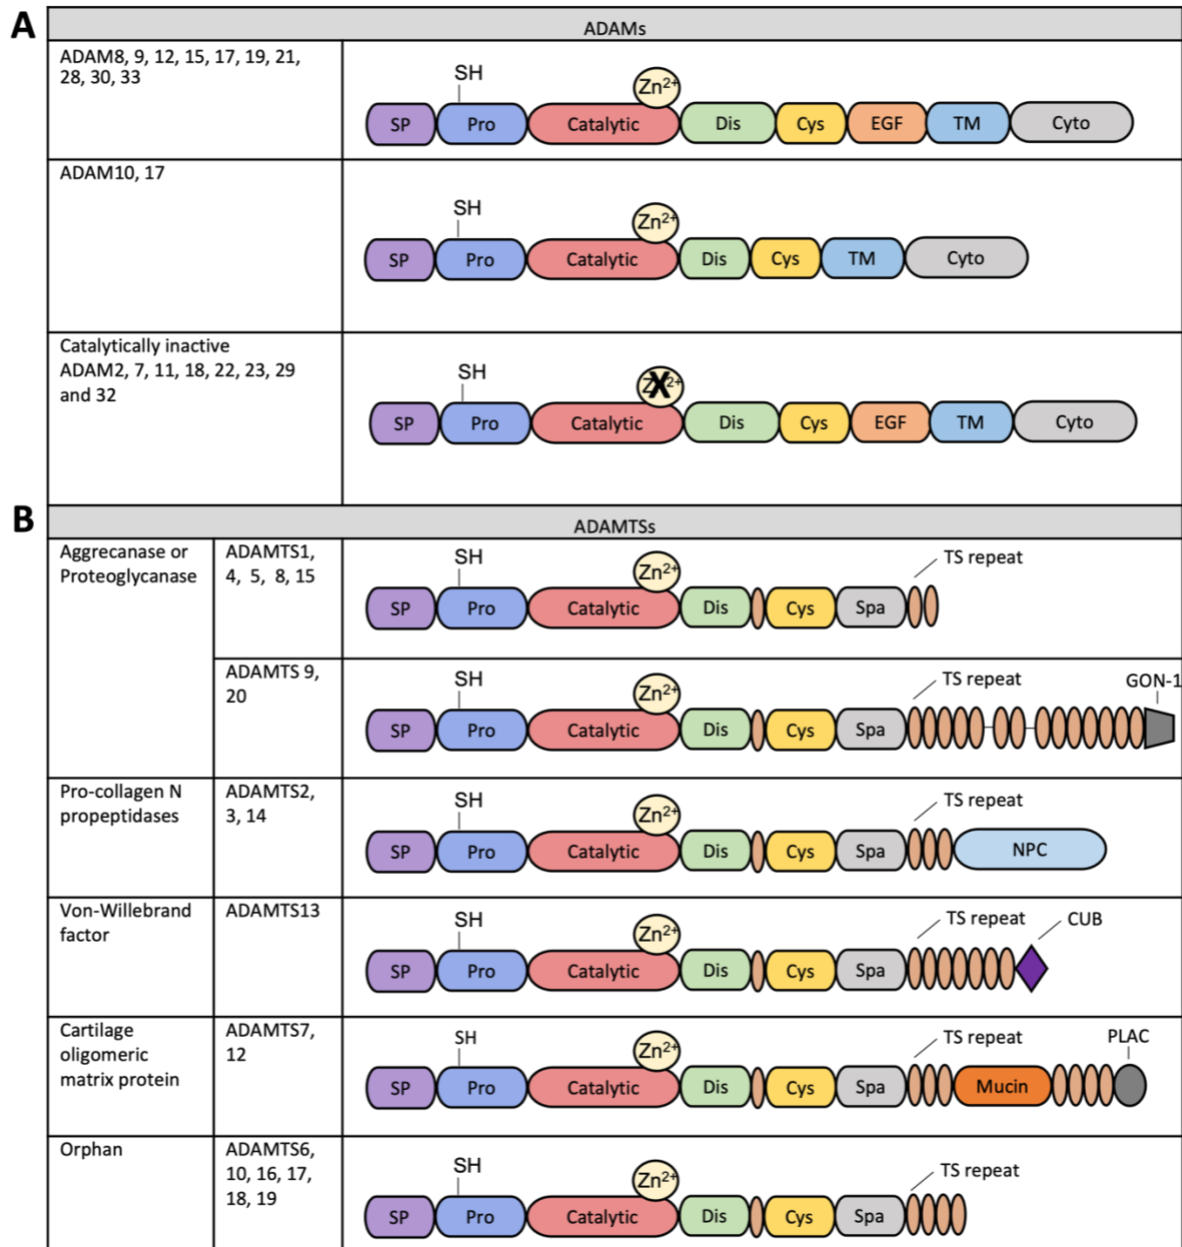 A
ADAMs
ADAM8, 9, 12, 15, 17, 19, 21,
28, 30, 33
SH
Zn2+
SP Pro Catalytic Dis Cys EGF TM Cyto
ADAM10, 17
SH
Zn2+
SP Pro Catalytic Dis Cys TM Cyto
Catalytically inactive
ADAM2, 7, 11, 18, 22, 23, 29
and 32
SH
Zn2+
X
SP Pro Catalytic Dis Cys EGF TM Cyto
B
ADAMTSs
Aggrecanase or
Proteoglycanase
ADAMTS1,
4, 5, 8, 15
SH
Zn2+
TS repeat
SP Pro Catalytic Dis Cys Spa
ADAMTS 9,
20
SH
Zn2+
TS repeat
GON-1
SP Pro Catalytic Dis Cys Spa
Pro-collagen N
propeptidases
ADAMTS2,
3, 14
SH
Zn2+
TS repeat
SP Pro Catalytic Dis Cys Spa NPC
Von-Willebrand
factor
ADAMTS13
SH
Zn2+
TS repeat
CUB
SP Pro Catalytic Dis Cys Spa
Cartilage
oligomeric
matrix protein
ADAMTS7,
12
SH
Zn2+
TS repeat
PLAC
SP Pro Catalytic Dis Cys Spa Mucin
Orphan
ADAMTS6,
10, 16, 17,
18, 19
SH
Zn2+
TS repeat
SP Pro Catalytic Dis Cys Spa